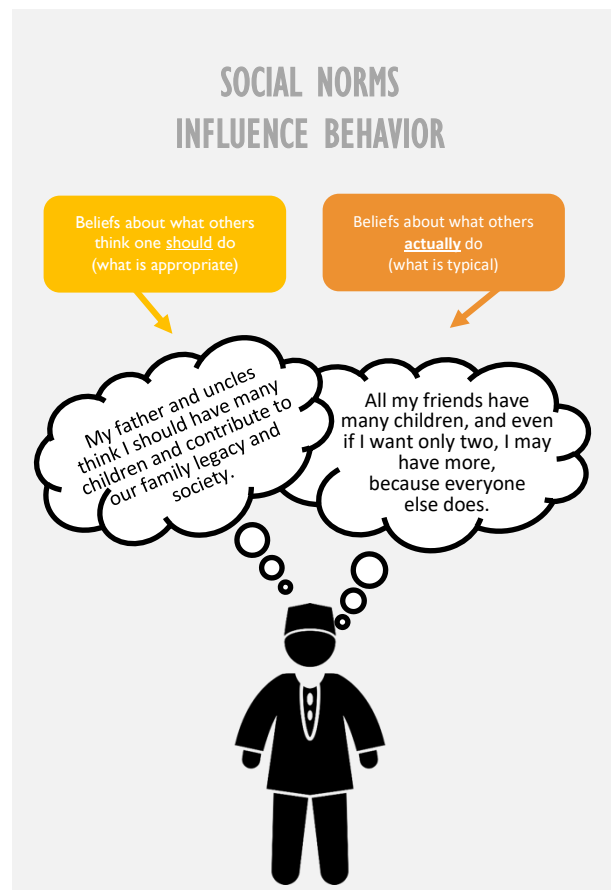 SOCIAL NORMS
INFLUENCE BEHAVIOR
Beliefs about what others
think one should do
(what is appropriate)
Beliefs about what others
actually do
(what is typical)
My father and uncles
think I should have many
children and contribute to
our family legacy and
society.
All my friends have
many children, and even
if I want only two, I may
have more,
because everyone
else does.